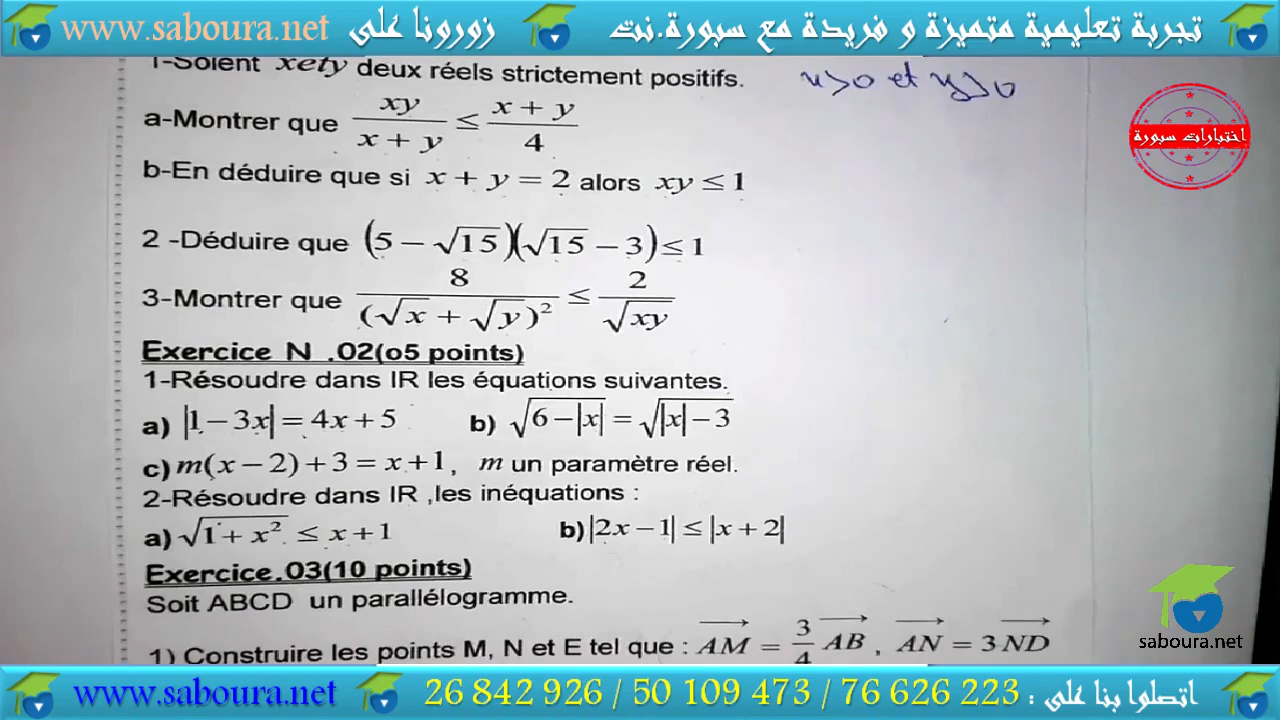 www.saboura.net زورونا على تجربة تعليمية متميزة و فريدة مع سبورة.نت
1-Soient xety deux réels strictement positifs. x>0 et y>0
a-Montrer que xy/(x + y) ≤ (x + y)/4
اختبارات سبورة
b-En déduire que si x + y = 2 alors xy ≤ 1
2 -Déduire que (5 − √15)(√15 − 3) ≤ 1
3-Montrer que 8/(√x + √y)² ≤ 2/√xy
Exercice N .02(o5 points)
1-Résoudre dans IR les équations suivantes.
a) |1 − 3x| = 4x + 5 b) √(6 − |x|) = √(|x| − 3)
c) m(x − 2) + 3 = x + 1 , m un paramètre réel.
2-Résoudre dans IR ,les inéquations :
a) √(1 + x²) ≤ x + 1 b) |2x − 1| ≤ |x + 2|
Exercice.03(10 points)
Soit ABCD un parallélogramme.
saboura.net
1) Construire les points M, N et E tel que : AM⃗ = 3/4 AB⃗ , AN⃗ = 3 ND⃗
www.saboura.net 26 842 926 / 50 109 473 / 76 626 223 : اتصلوا بنا على